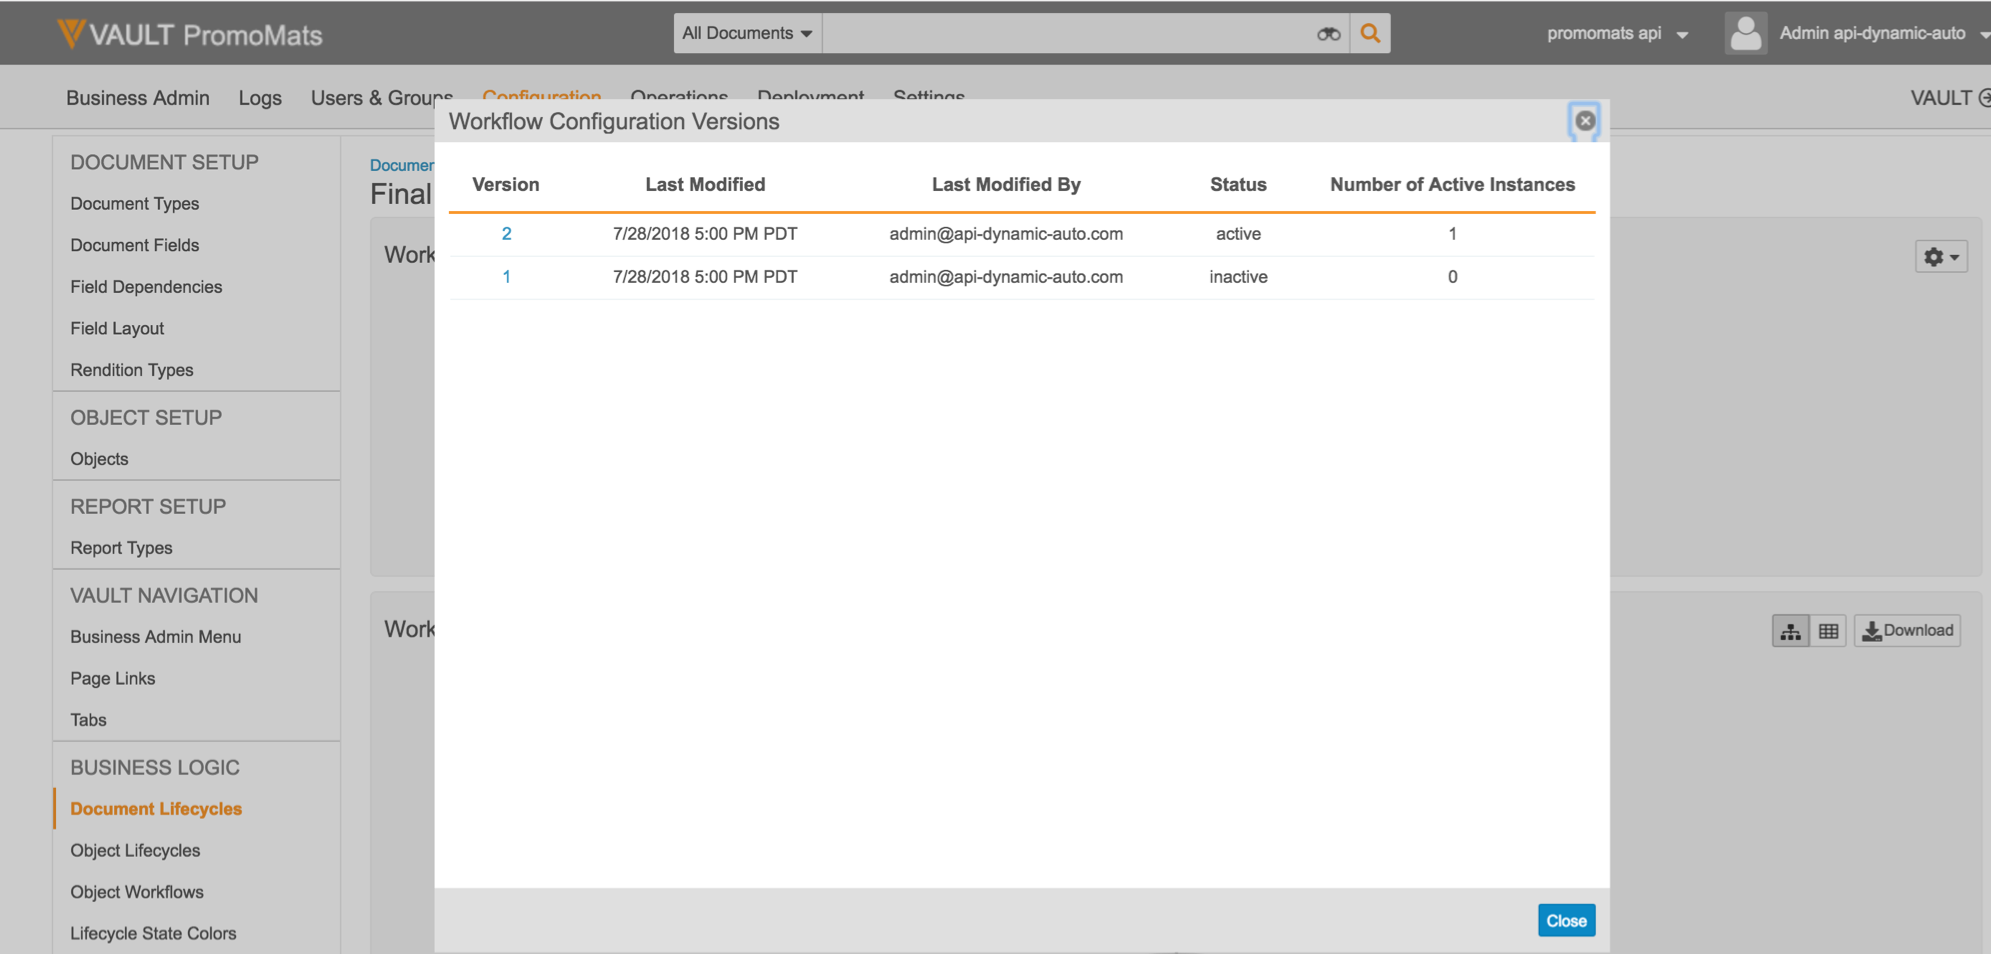 VAULT PromoMats
All Documents
promomats api
Admin api-dynamic-auto
Business Admin Logs Users & Groups Configuration Operations Deployment Settings
VAULT
Workflow Configuration Versions
DOCUMENT SETUP
Document Types
Document Fields
Field Dependencies
Field Layout
Rendition Types
OBJECT SETUP
Objects
REPORT SETUP
Report Types
VAULT NAVIGATION
Business Admin Menu
Page Links
Tabs
BUSINESS LOGIC
Document Lifecycles
Object Lifecycles
Object Workflows
Lifecycle State Colors
Documen
Final
Work
Version Last Modified Last Modified By Status Number of Active Instances
2 7/28/2018 5:00 PM PDT admin@api-dynamic-auto.com active 1
1 7/28/2018 5:00 PM PDT admin@api-dynamic-auto.com inactive 0
Work
Download
Close